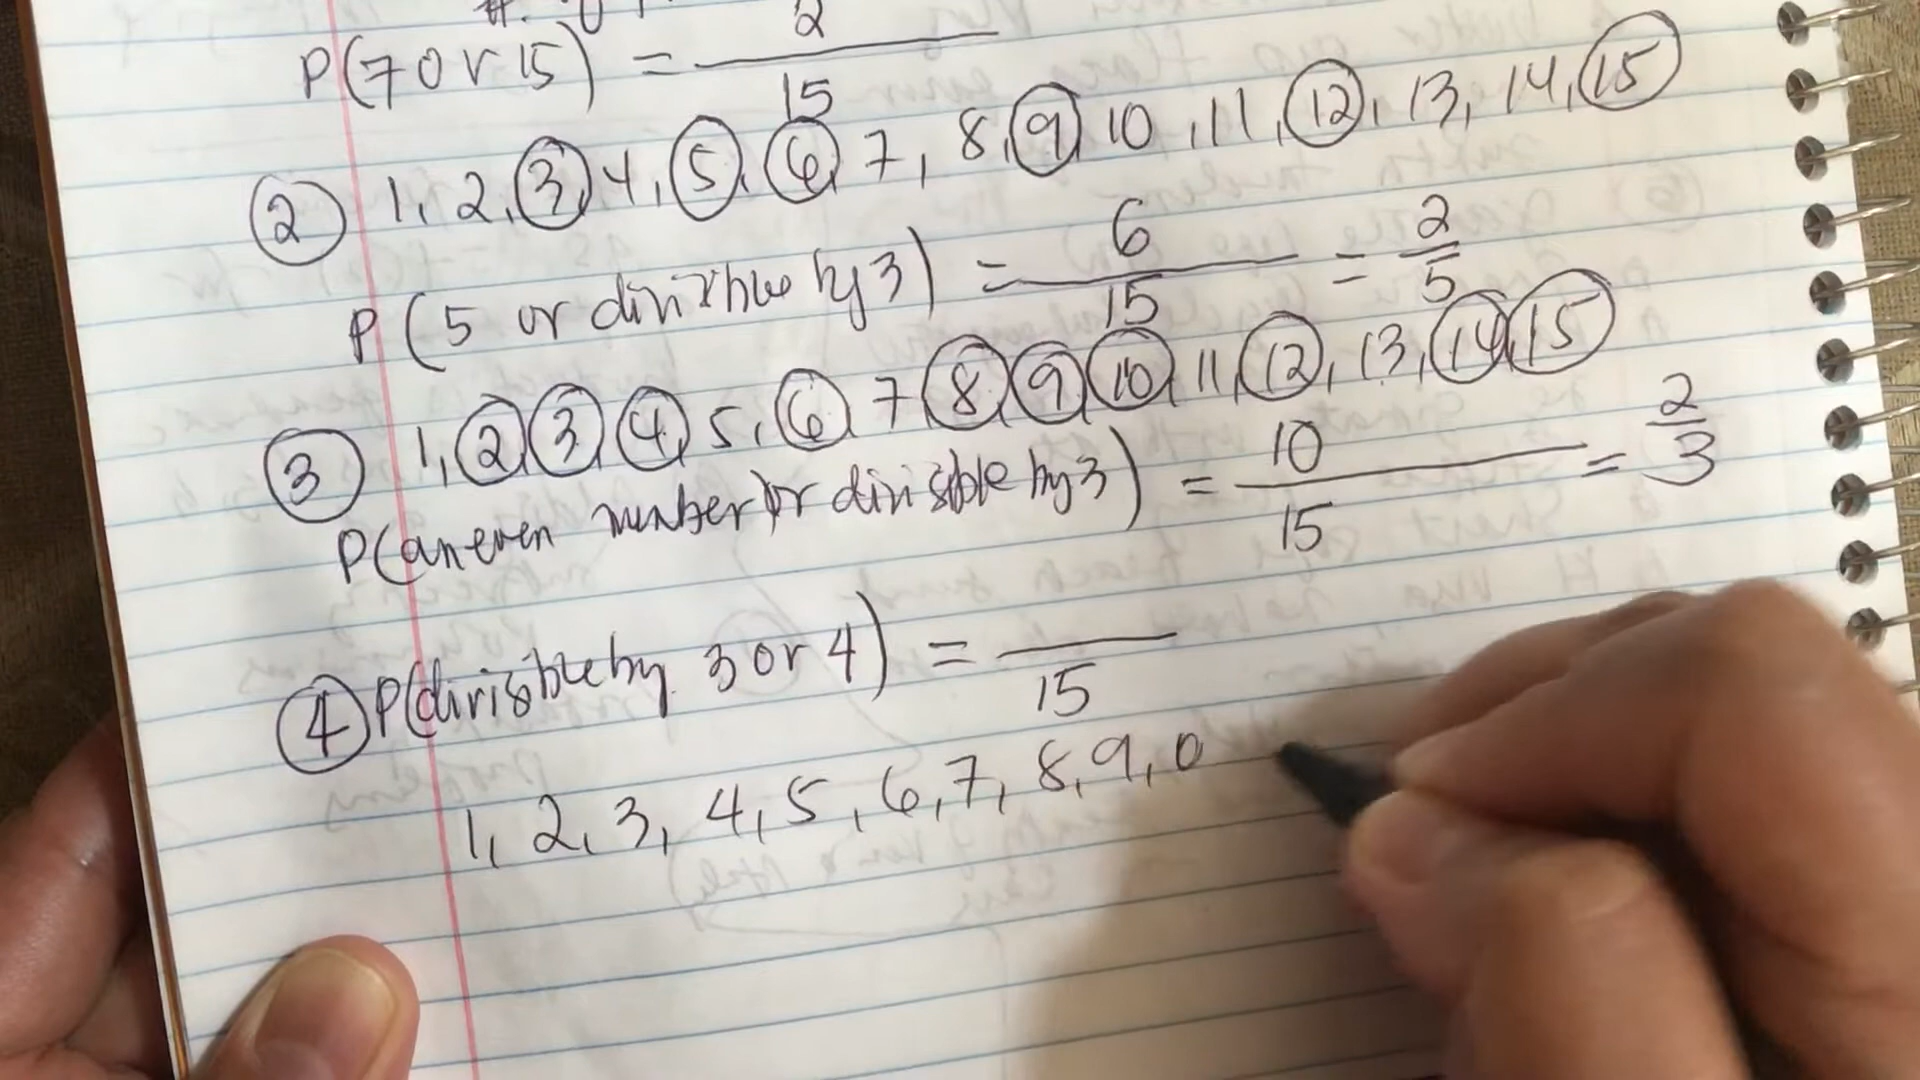 P(7 or 15) = 2/15
② 1, 2, 3, 4, 5, 6, 7, 8, 9, 10, 11, 12, 13, 14, 15
P(5 or divisible by 3) = 6/15 = 2/5
③ 1, 2, 3, 4, 5, 6, 7 8, 9, 10, 11, 12, 13, 14, 15
P(an even number or divisible by 3) = 10/15 = 2/3
④ P(divisible by 3 or 4) = /15
1, 2, 3, 4, 5, 6, 7, 8, 9, 0